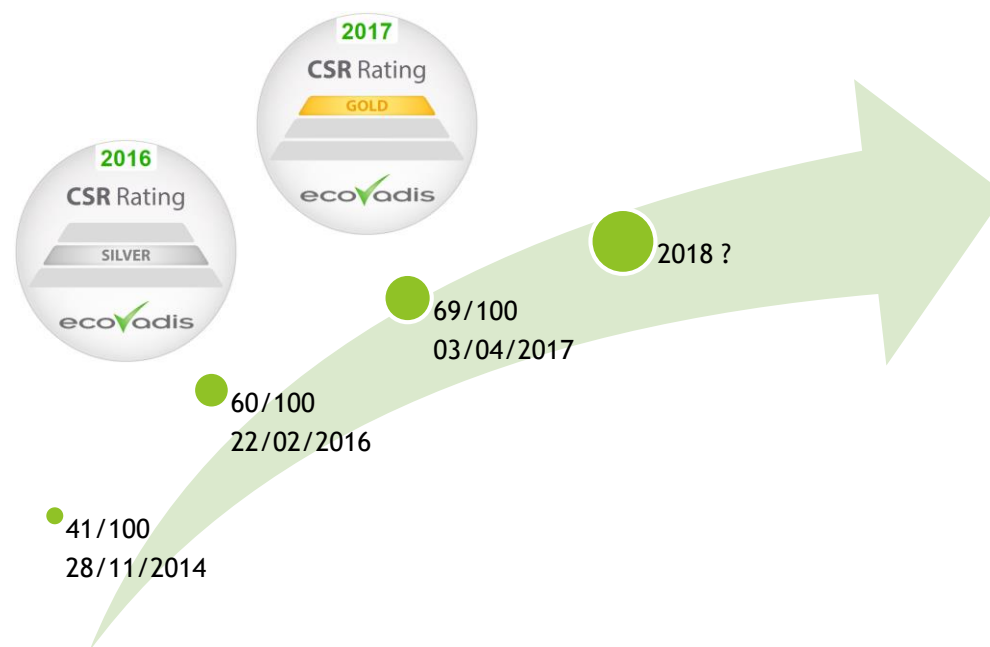 2017
CSR Rating
GOLD
ecovadis
2016
CSR Rating
SILVER
ecovadis
2018 ?
69/100
03/04/2017
60/100
22/02/2016
41/100
28/11/2014